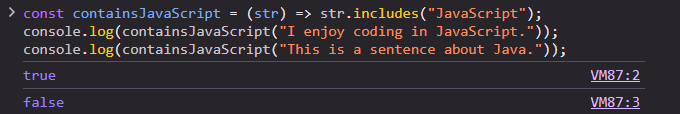 const containsJavaScript = (str) => str.includes("JavaScript");
console.log(containsJavaScript("I enjoy coding in JavaScript."));
console.log(containsJavaScript("This is a sentence about Java."));
true VM87:2
false VM87:3